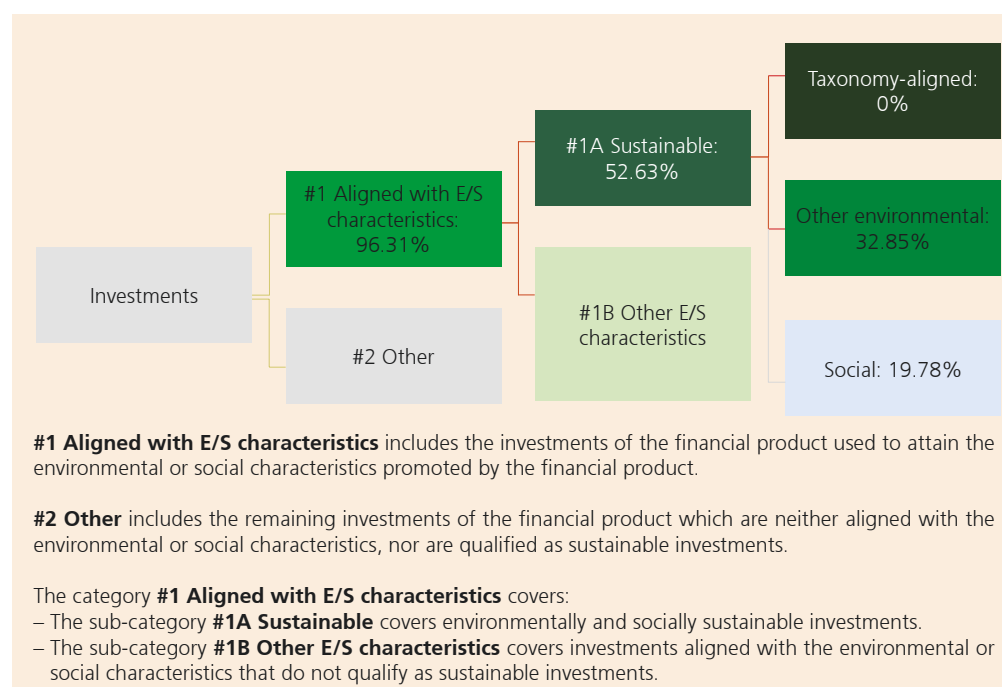 Taxonomy-aligned:
0%
#1A Sustainable:
52.63%
#1 Aligned with E/S
characteristics:
96.31%
Other environmental:
32.85%
Investments
#1B Other E/S
characteristics
#2 Other
Social: 19.78%
#1 Aligned with E/S characteristics includes the investments of the financial product used to attain the
environmental or social characteristics promoted by the financial product.
#2 Other includes the remaining investments of the financial product which are neither aligned with the
environmental or social characteristics, nor are qualified as sustainable investments.
The category #1 Aligned with E/S characteristics covers:
– The sub-category #1A Sustainable covers environmentally and socially sustainable investments.
– The sub-category #1B Other E/S characteristics covers investments aligned with the environmental or
social characteristics that do not qualify as sustainable investments.